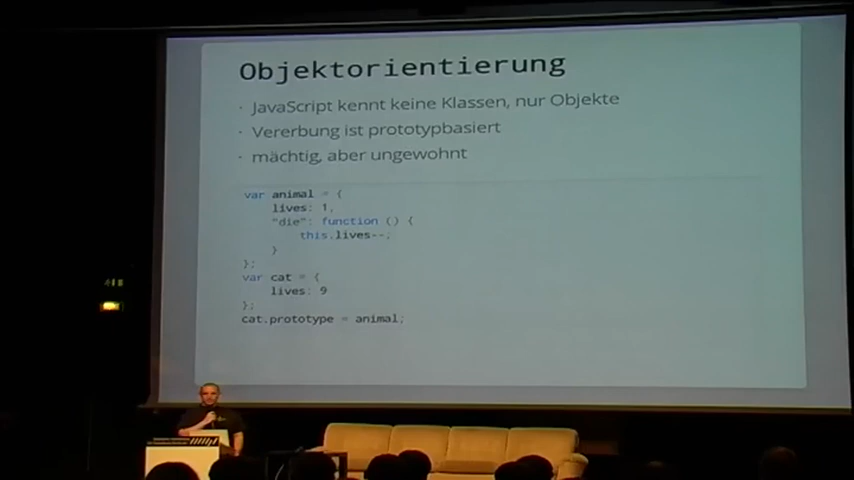 Objektorientierung
· JavaScript kennt keine Klassen, nur Objekte
· Vererbung ist prototypbasiert
· mächtig, aber ungewohnt
var animal = {
lives: 1,
"die": function () {
this.lives--;
}
};
var cat = {
lives: 9
};
cat.prototype = animal;